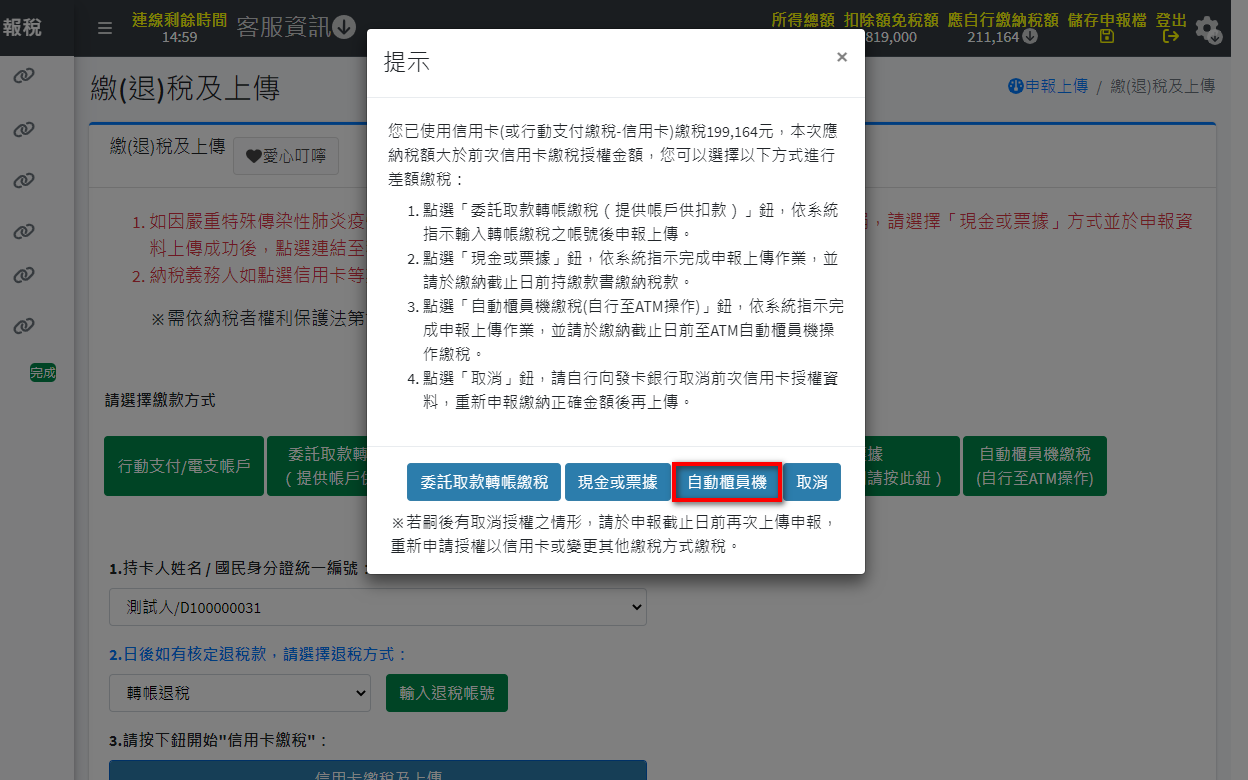 報稅
連線剩餘時間
14:59
客服資訊
所得總額 扣除額免稅額 應自行繳納稅額 儲存申報檔 登出
819,000 211,164
提示
×
繳(退)稅及上傳
申報上傳 / 繳(退)稅及上傳
繳(退)稅及上傳
愛心叮嚀
您已使用信用卡(或行動支付繳稅-信用卡)繳稅199,164元，本次應
納稅額大於前次信用卡繳稅授權金額，您可以選擇以下方式進行
差額繳稅：
1. 點選「委託取款轉帳繳稅（提供帳戶供扣款）」鈕，依系統
指示輸入轉帳繳稅之帳號後申報上傳。
2. 點選「現金或票據」鈕，依系統指示完成申報上傳作業，並
請於繳納截止日前持繳款書繳納稅款。
3. 點選「自動櫃員機繳稅(自行至ATM操作)」鈕，依系統指示完
成申報上傳作業，並請於繳納截止日前至ATM自動櫃員機操
作繳稅。
4. 點選「取消」鈕，請自行向發卡銀行取消前次信用卡授權資
料，重新申報繳納正確金額後再上傳。
委託取款轉帳繳稅 現金或票據 自動櫃員機 取消
※若嗣後有取消授權之情形，請於申報截止日前再次上傳申報，
重新申請授權以信用卡或變更其他繳稅方式繳稅。
1. 如因嚴重特殊傳染性肺炎疫
，請選擇「現金或票據」方式並於申報資
料上傳成功後，點選連結至
2. 納稅義務人如點選信用卡等
※需依納稅者權利保護法第
完成
請選擇繳款方式
行動支付/電支帳戶
委託取款轉
（提供帳戶
據
請按此鈕）
自動櫃員機繳稅
(自行至ATM操作)
1.持卡人姓名 / 國民身分證統一編號：
測試人/D100000031
2.日後如有核定退稅款，請選擇退稅方式：
轉帳退稅
輸入退稅帳號
3.請按下鈕開始"信用卡繳稅"：
信用卡繳稅及上傳